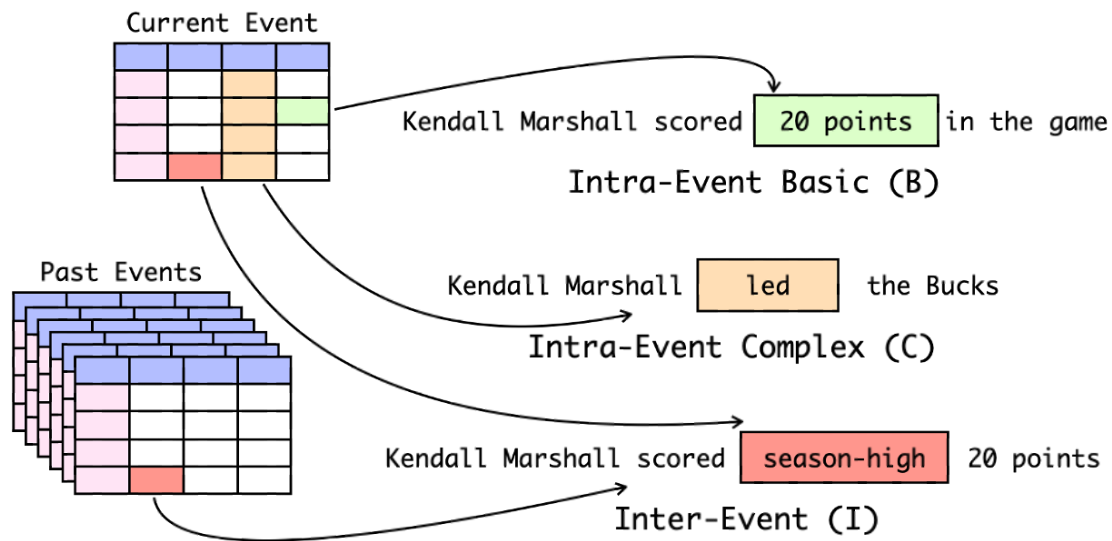 Current Event
Kendall Marshall scored 20 points in the game
Intra-Event Basic (B)
Past Events
Kendall Marshall led the Bucks
Intra-Event Complex (C)
Kendall Marshall scored season-high 20 points
Inter-Event (I)